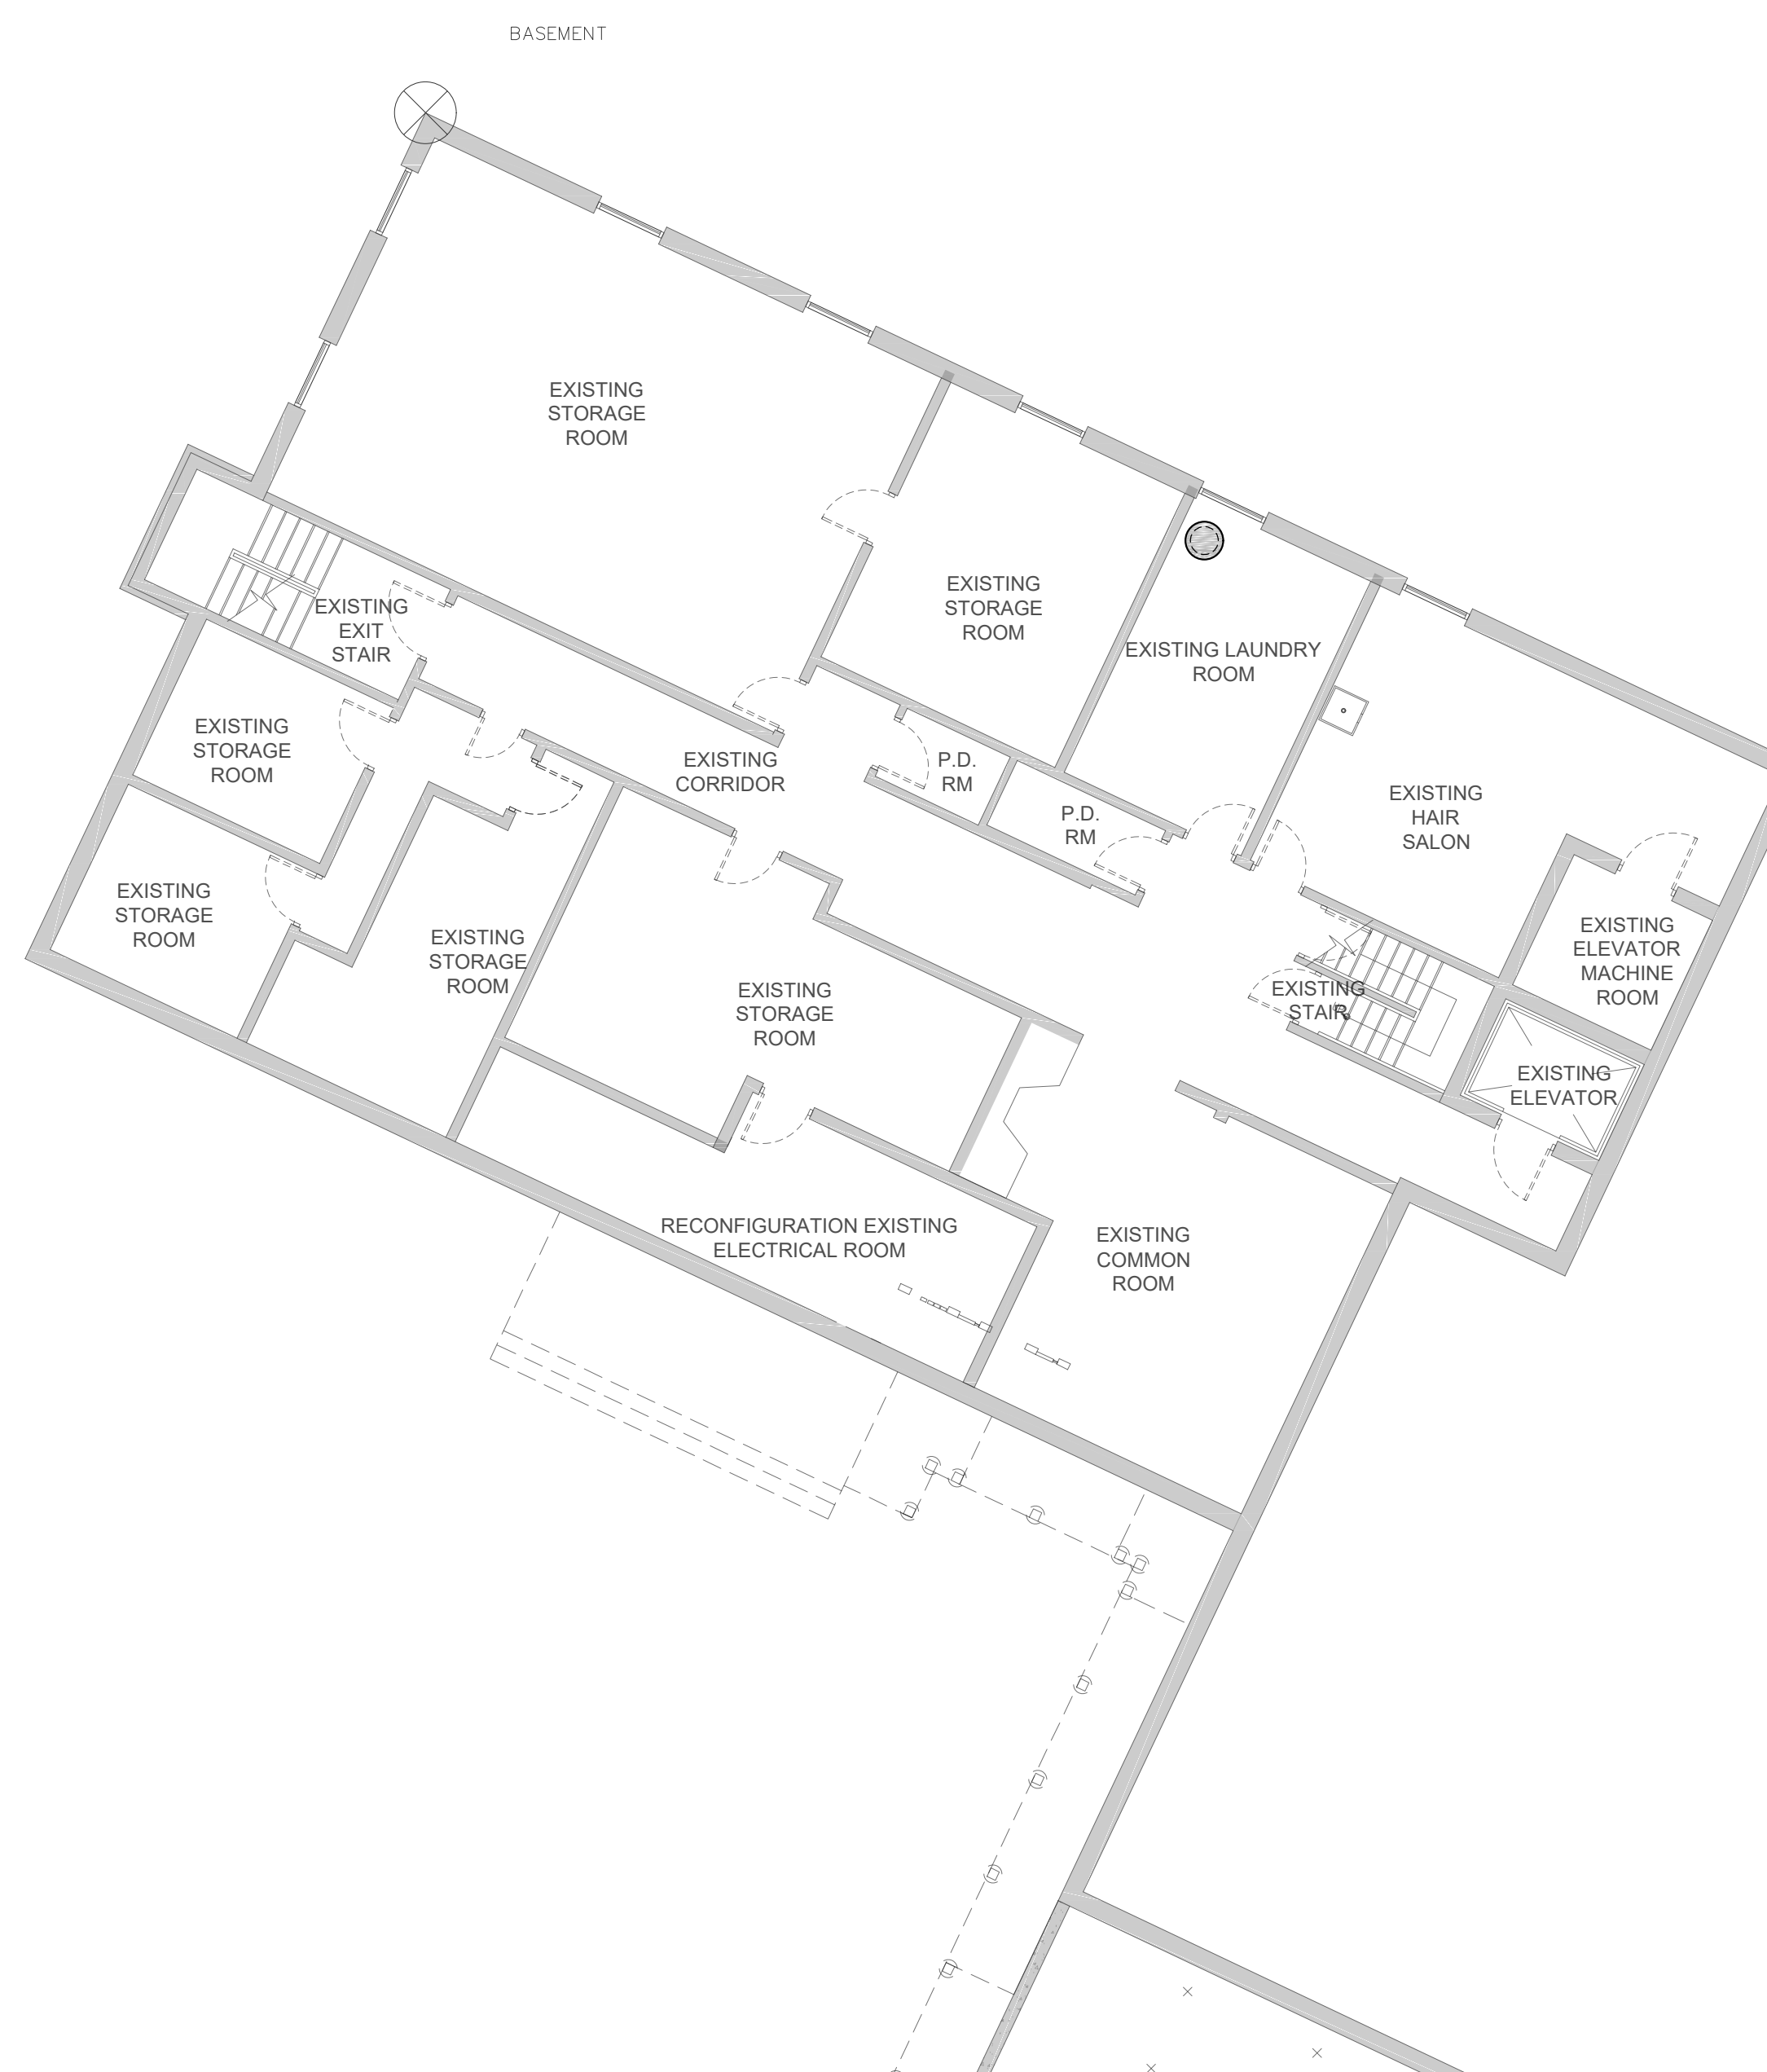 BASEMENT
EXISTING
STORAGE
ROOM
EXISTING
STORAGE
ROOM
EXISTING
EXIT
STAIR
EXISTING LAUNDRY
ROOM
EXISTING
STORAGE
ROOM
EXISTING
CORRIDOR
P.D.
RM
P.D.
RM
EXISTING
HAIR
SALON
EXISTING
STORAGE
ROOM
EXISTING
STORAGE
ROOM
EXISTING
STORAGE
ROOM
EXISTING
STAIR
EXISTING
ELEVATOR
MACHINE
ROOM
EXISTING
ELEVATOR
RECONFIGURATION EXISTING
ELECTRICAL ROOM
EXISTING
COMMON
ROOM